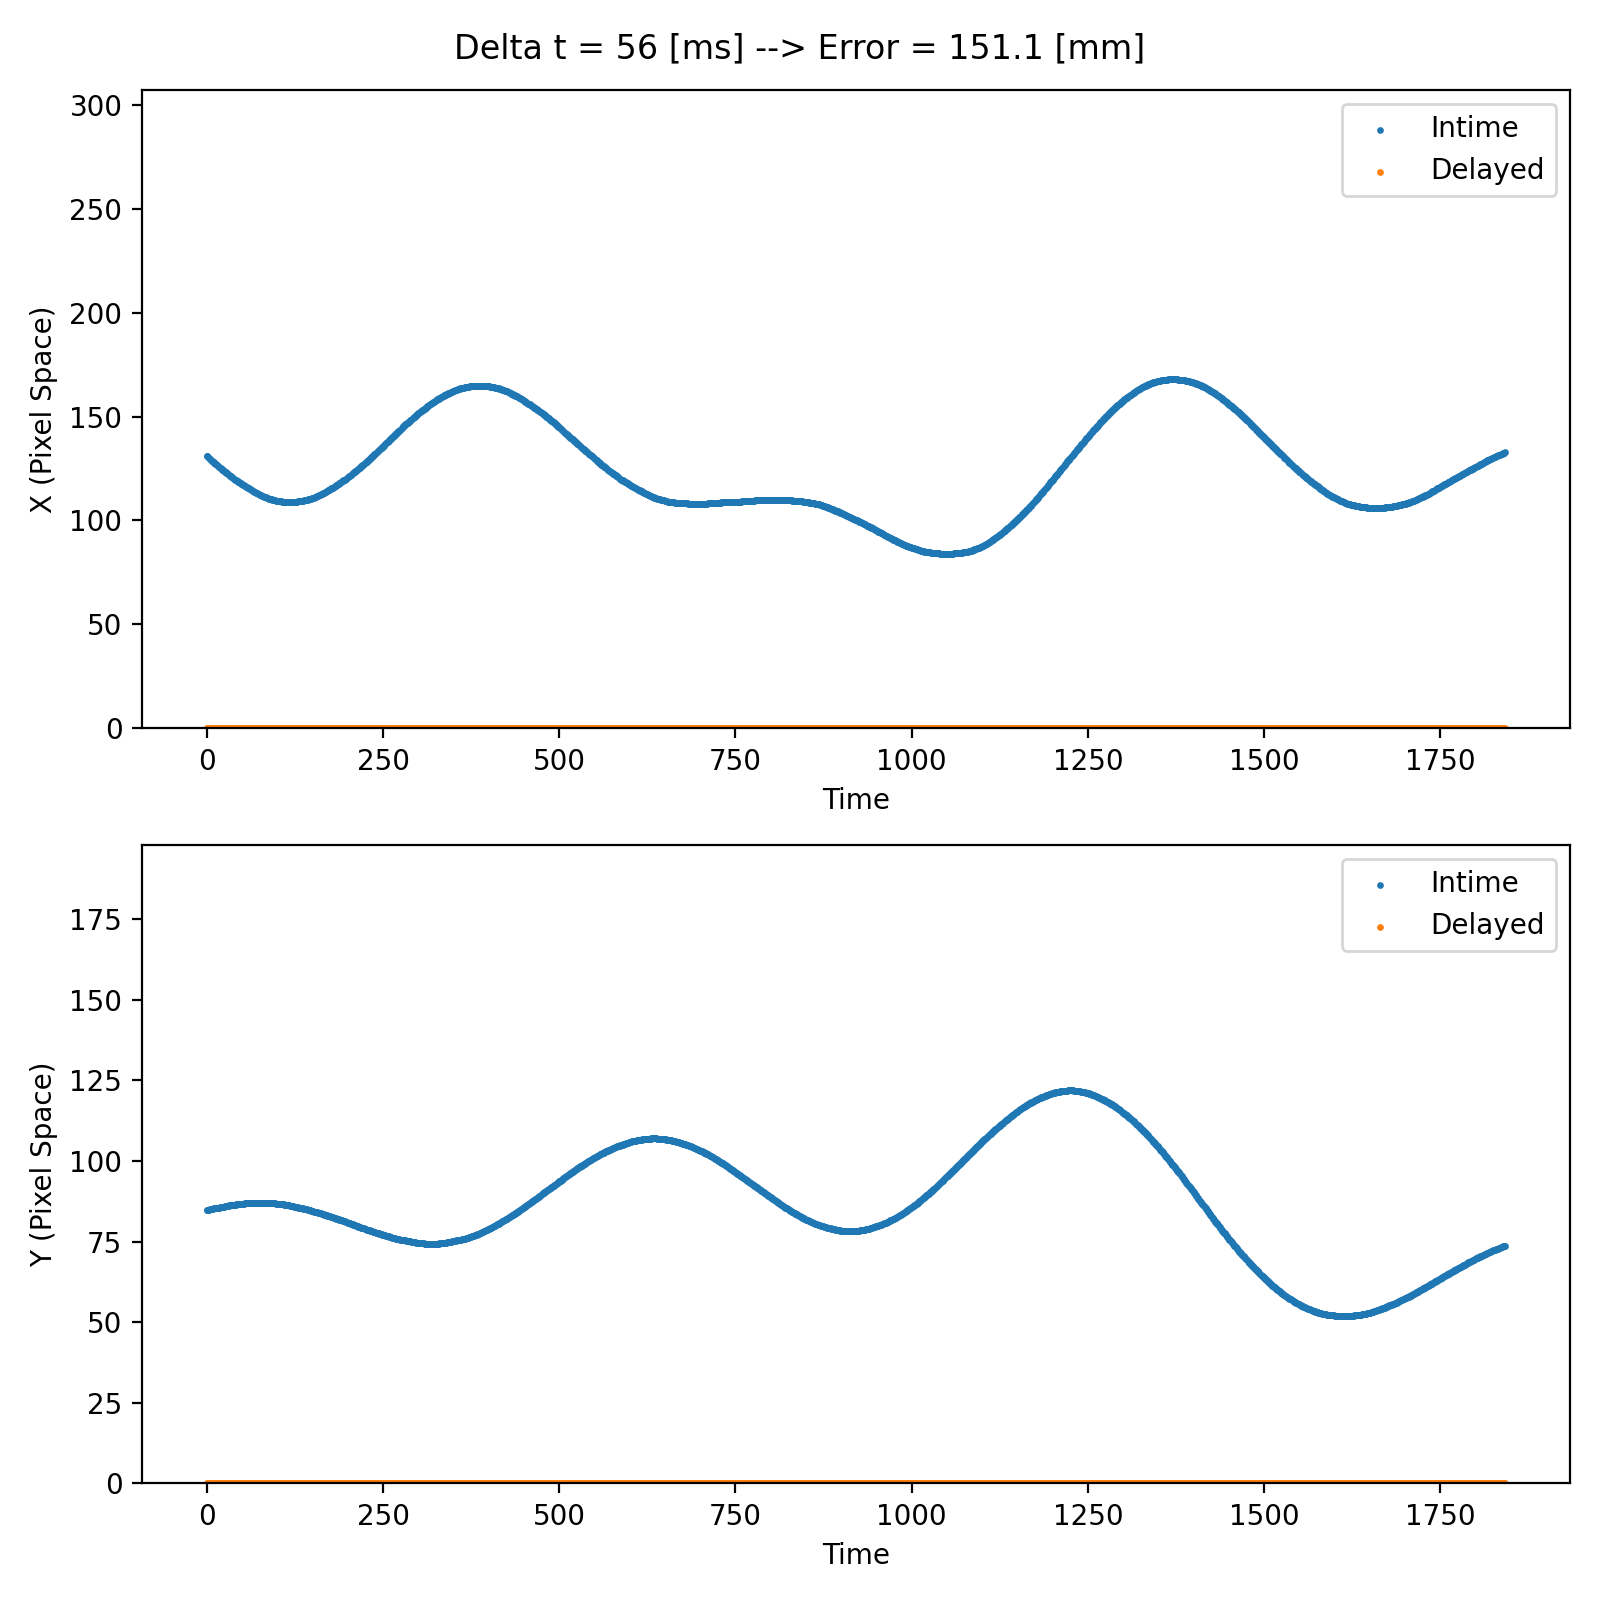 Delta t = 56 [ms] --> Error = 151.1 [mm]
300
250
200
150
100
50
0
X (Pixel Space)
Intime
Delayed
0 250 500 750 1000 1250 1500 1750
Time
175
150
125
100
75
50
25
0
Y (Pixel Space)
Intime
Delayed
0 250 500 750 1000 1250 1500 1750
Time